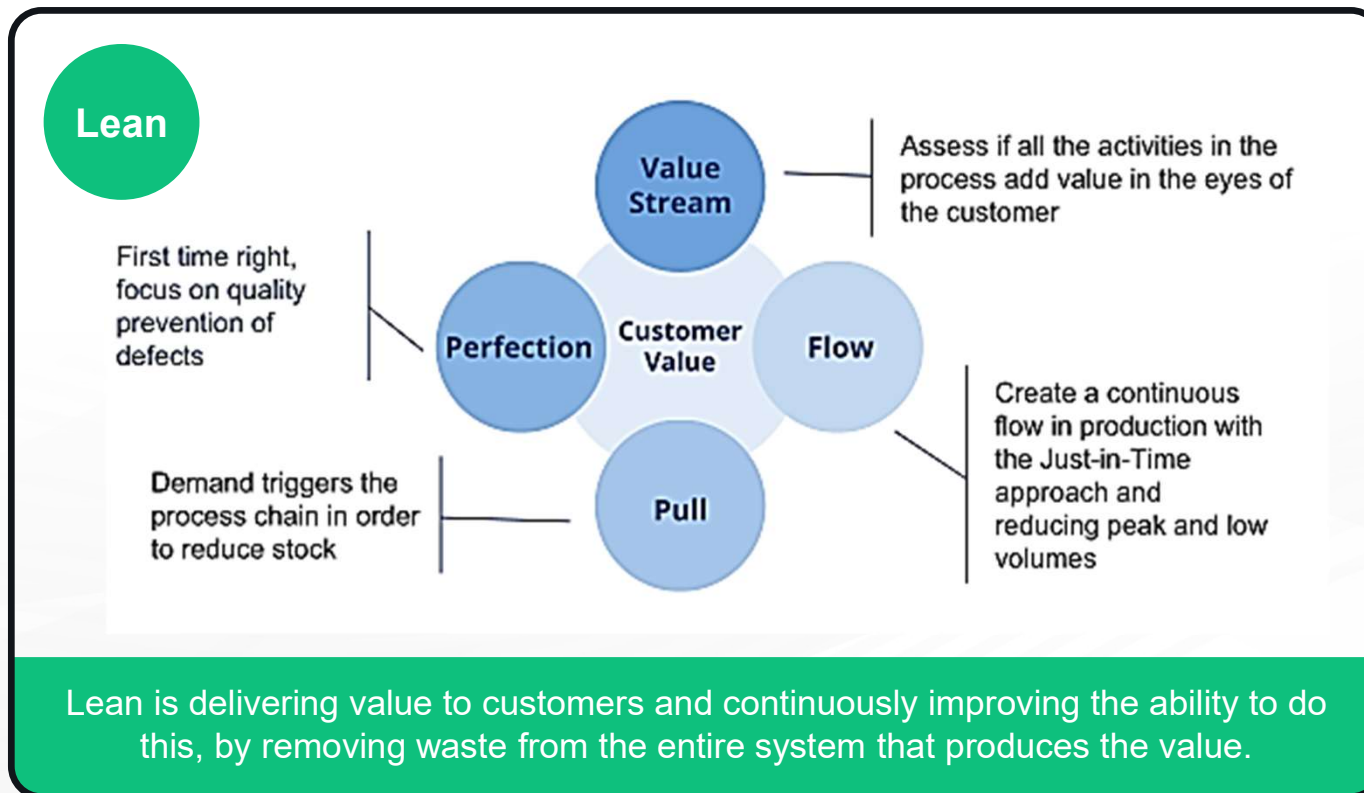 Lean
Value
Stream
Assess if all the activities in the
process add value in the eyes of
the customer
First time right,
focus on quality
prevention of
defects
Perfection
Customer
Value
Flow
Create a continuous
flow in production with
the Just-in-Time
approach and
reducing peak and low
volumes
Demand triggers the
process chain in order
to reduce stock
Pull
Lean is delivering value to customers and continuously improving the ability to do
this, by removing waste from the entire system that produces the value.